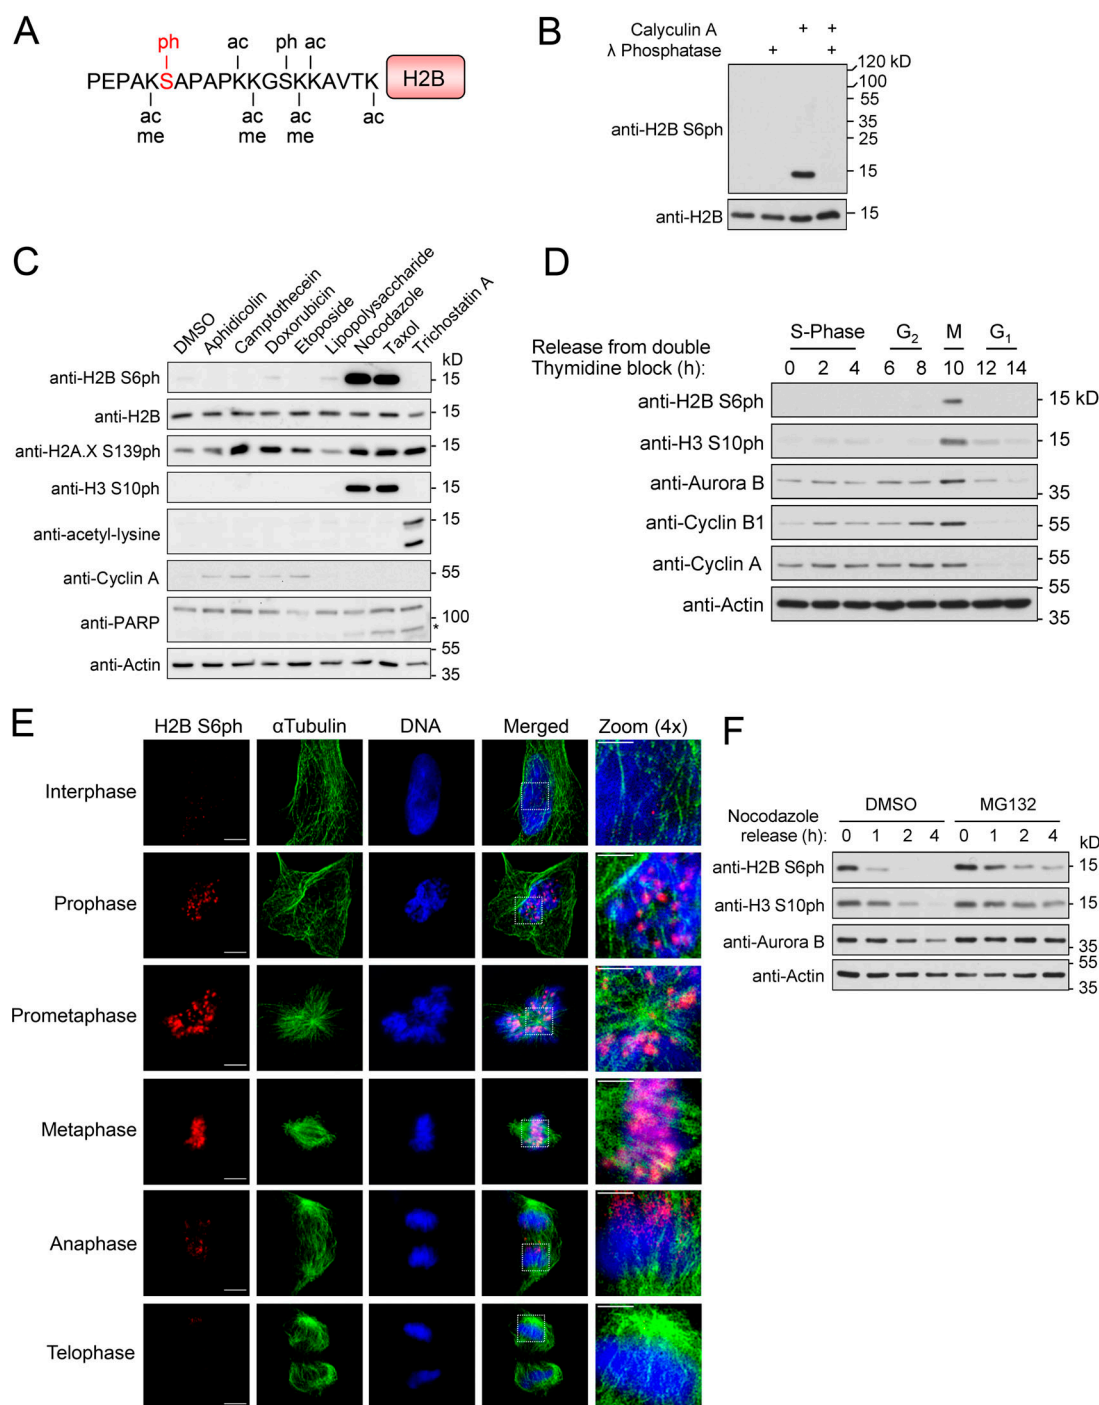 A
ph ac ph ac
PEPAKSAPAPKKGSKKAVTK H2B
ac ac ac ac
me me me
B
Calyculin A + +
λ Phosphatase + +
120 kD
100
55
35
25
anti-H2B S6ph
15
anti-H2B 15
C
DMSO Aphidicolin Camptothecein Doxorubicin Etoposide Lipopolysaccharide Nocodazole Taxol Trichostatin A
kD
anti-H2B S6ph 15
anti-H2B 15
anti-H2A.X S139ph 15
anti-H3 S10ph 15
15
anti-acetyl-lysine
anti-Cyclin A 55
100
anti-PARP *
55
anti-Actin
35
D
S-Phase G2 M G1
Release from double
Thymidine block (h): 0 2 4 6 8 10 12 14
anti-H2B S6ph 15 kD
anti-H3 S10ph 15
anti-Aurora B
35
anti-Cyclin B1 55
anti-Cyclin A 55
55
anti-Actin
35
E
H2B S6ph αTubulin DNA Merged Zoom (4x)
Interphase
Prophase
Prometaphase
Metaphase
Anaphase
Telophase
F
DMSO MG132
Nocodazole
release (h): 0 1 2 4 0 1 2 4
kD
anti-H2B S6ph 15
anti-H3 S10ph 15
anti-Aurora B 35
55
anti-Actin
35